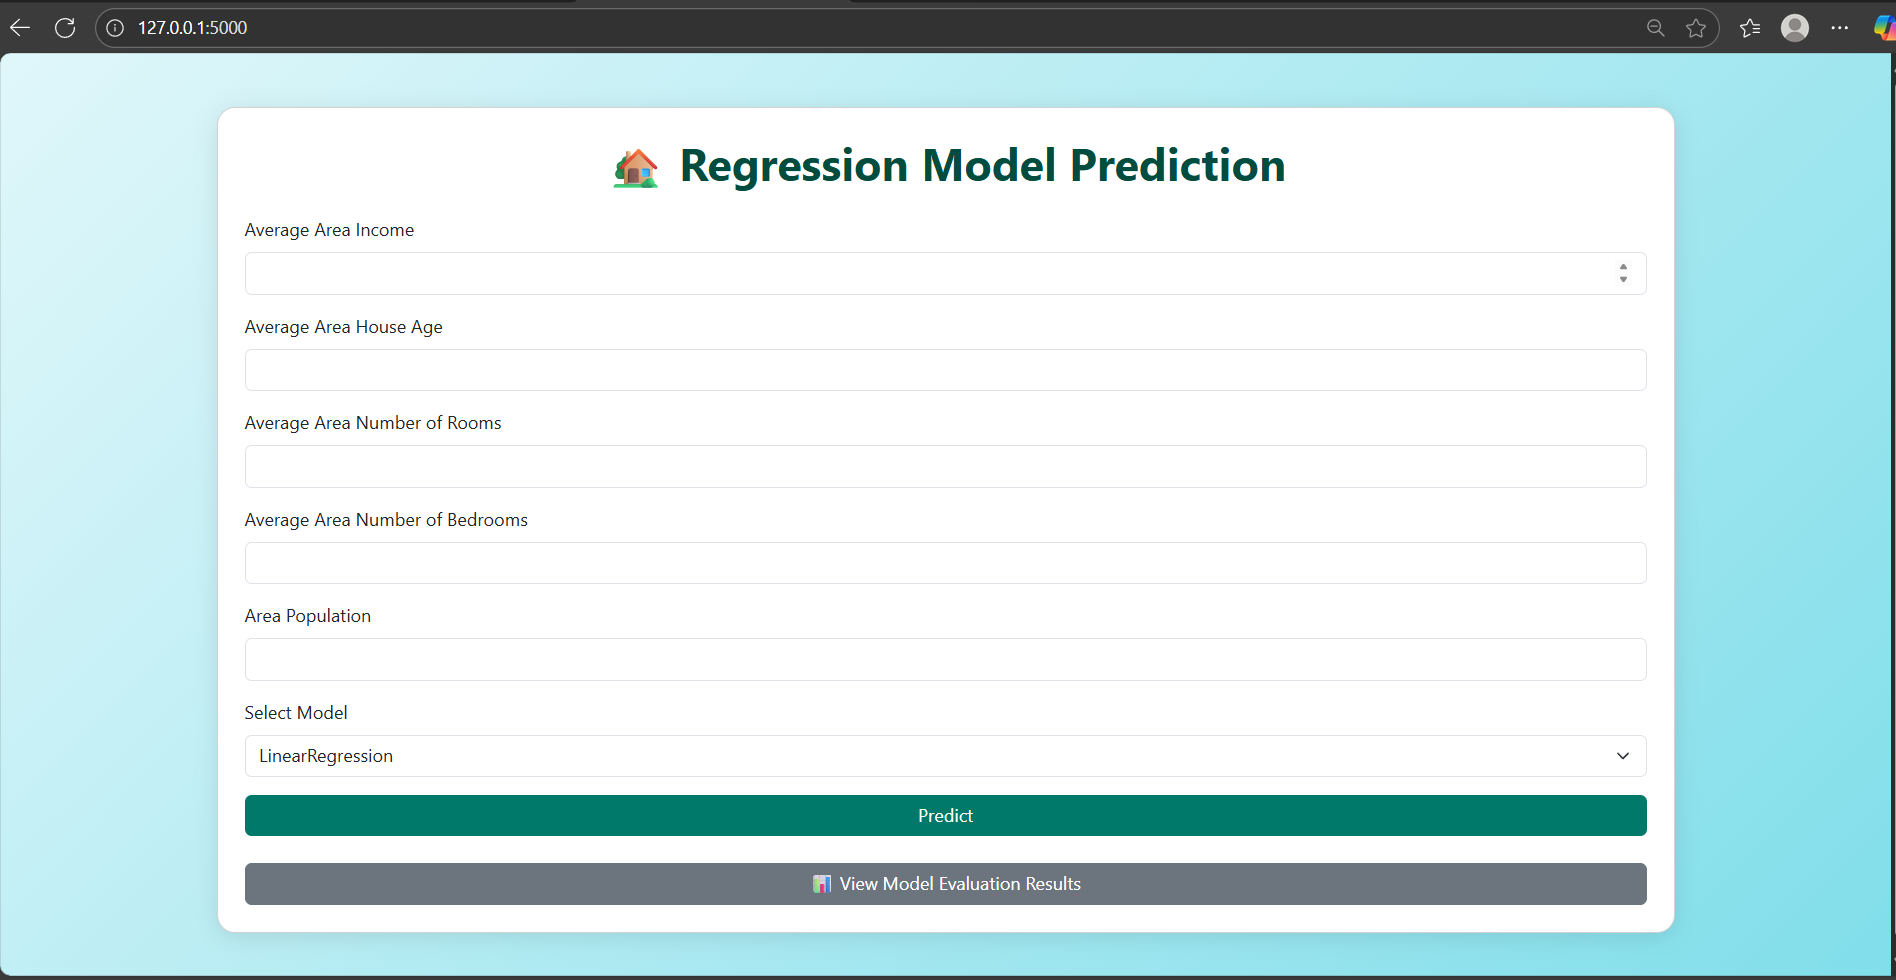 127.0.0.1:5000
Regression Model Prediction
Average Area Income
Average Area House Age
Average Area Number of Rooms
Average Area Number of Bedrooms
Area Population
Select Model
LinearRegression
Predict
View Model Evaluation Results